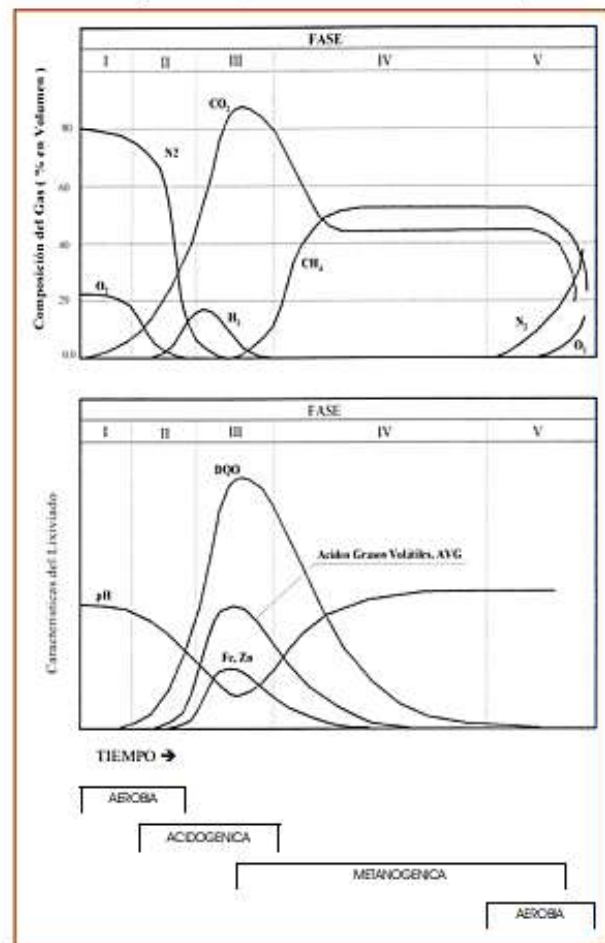 FASE
I II III IV V
Composición del Gas ( % en Volumen )
80
60
40
20
0.0
CO2
N2
O2
H2
CH4
N2
O2
FASE
I II III IV V
Características del Lixiviado
DQO
Acidos Grasos Volátiles, AVG
pH
Fe, Zn
TIEMPO →
AEROBIA
ACIDOGENICA
METANOGENICA
AEROBIA